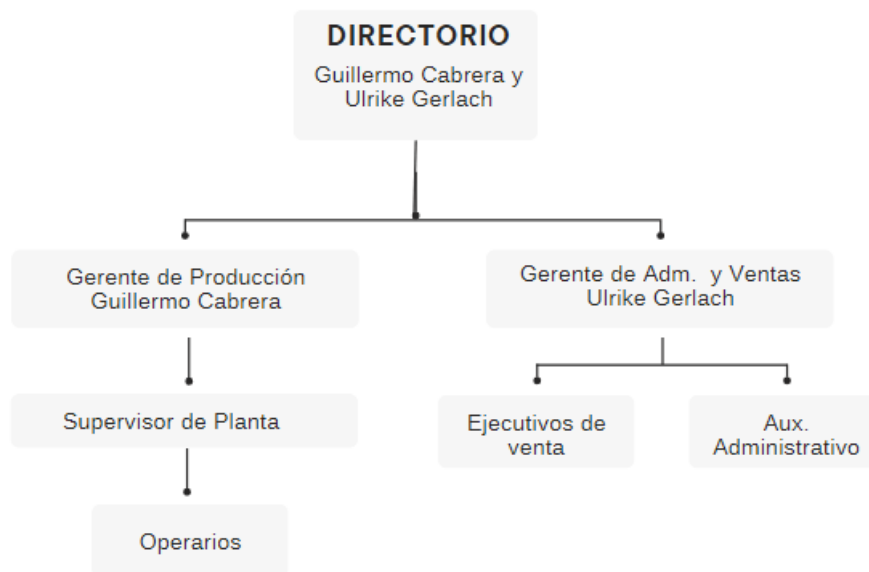 DIRECTORIO
Guillermo Cabrera y
Ulrike Gerlach
Gerente de Producción
Guillermo Cabrera
Gerente de Adm. y Ventas
Ulrike Gerlach
Supervisor de Planta
Ejecutivos de
venta
Aux.
Administrativo
Operarios